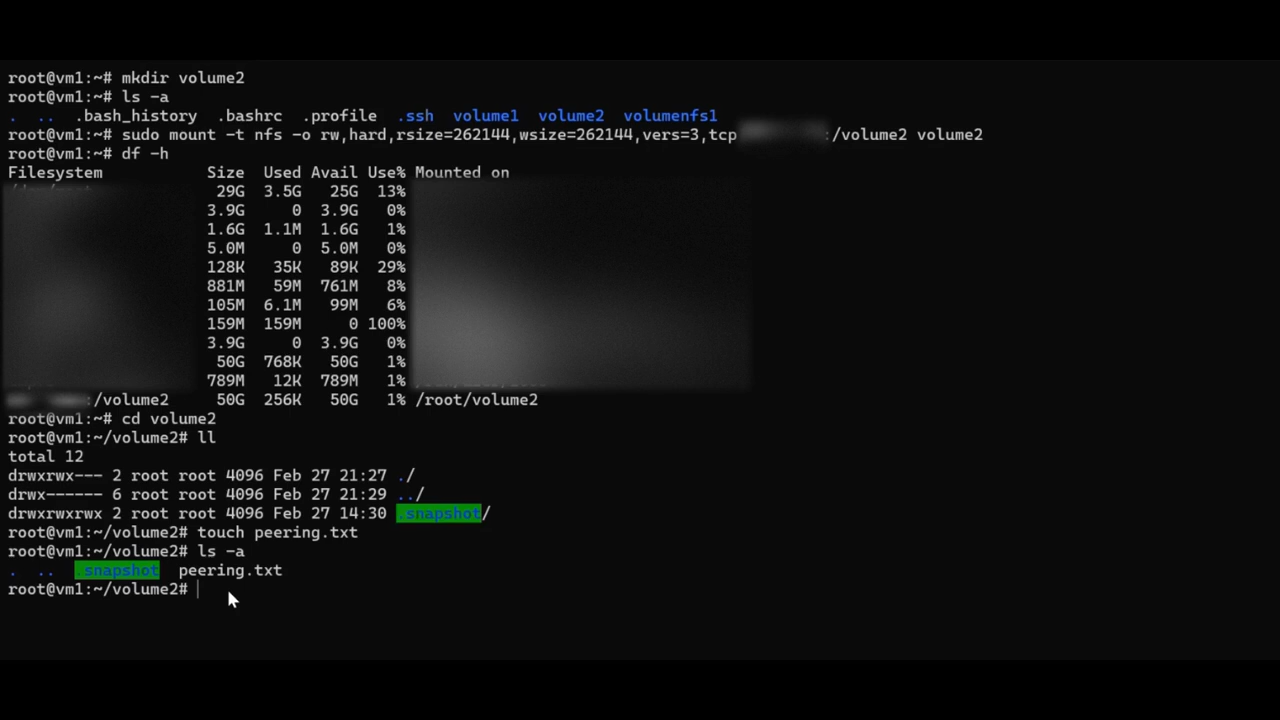 root@vm1:~# mkdir volume2
root@vm1:~# ls -a
. .. .bash_history .bashrc .profile .ssh volume1 volume2 volumenfs1
root@vm1:~# sudo mount -t nfs -o rw,hard,rsize=262144,wsize=262144,vers=3,tcp :/volume2 volume2
root@vm1:~# df -h
Filesystem Size Used Avail Use% Mounted on
29G 3.5G 25G 13%
3.9G 0 3.9G 0%
1.6G 1.1M 1.6G 1%
5.0M 0 5.0M 0%
128K 35K 89K 29%
881M 59M 761M 8%
105M 6.1M 99M 6%
159M 159M 0 100%
3.9G 0 3.9G 0%
50G 768K 50G 1%
789M 12K 789M 1%
:/volume2 50G 256K 50G 1% /root/volume2
root@vm1:~# cd volume2
root@vm1:~/volume2# ll
total 12
drwxrwx--- 2 root root 4096 Feb 27 21:27 ./
drwx------ 6 root root 4096 Feb 27 21:29 ../
drwxrwxrwx 2 root root 4096 Feb 27 14:30 .snapshot/
root@vm1:~/volume2# touch peering.txt
root@vm1:~/volume2# ls -a
. .. .snapshot peering.txt
root@vm1:~/volume2#